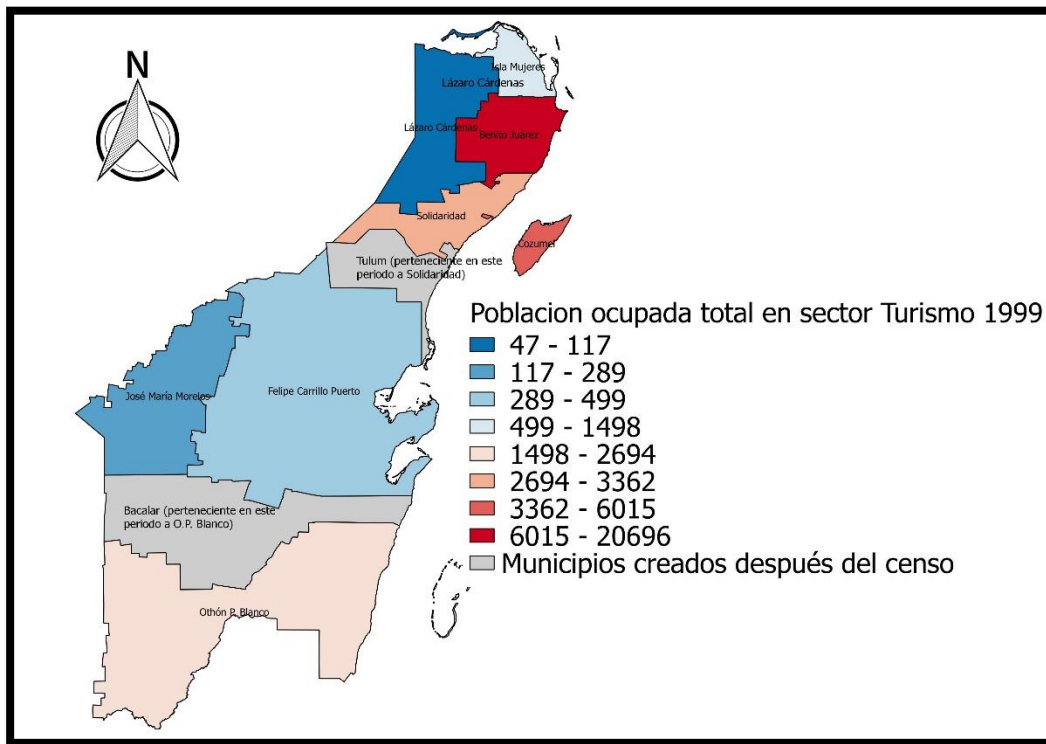 N
Isla Mujeres
Lázaro Cárdenas
Lázaro Cárdenas
Benito Juárez
Solidaridad
Cozumel
Tulum (perteneciente en este
periodo a Solidaridad)
Poblacion ocupada total en sector Turismo 1999
47 - 117
117 - 289
289 - 499
499 - 1498
1498 - 2694
2694 - 3362
3362 - 6015
6015 - 20696
Municipios creados después del censo
José María Morelos
Felipe Carrillo Puerto
Bacalar (perteneciente en este
periodo a O.P. Blanco)
Othón P. Blanco